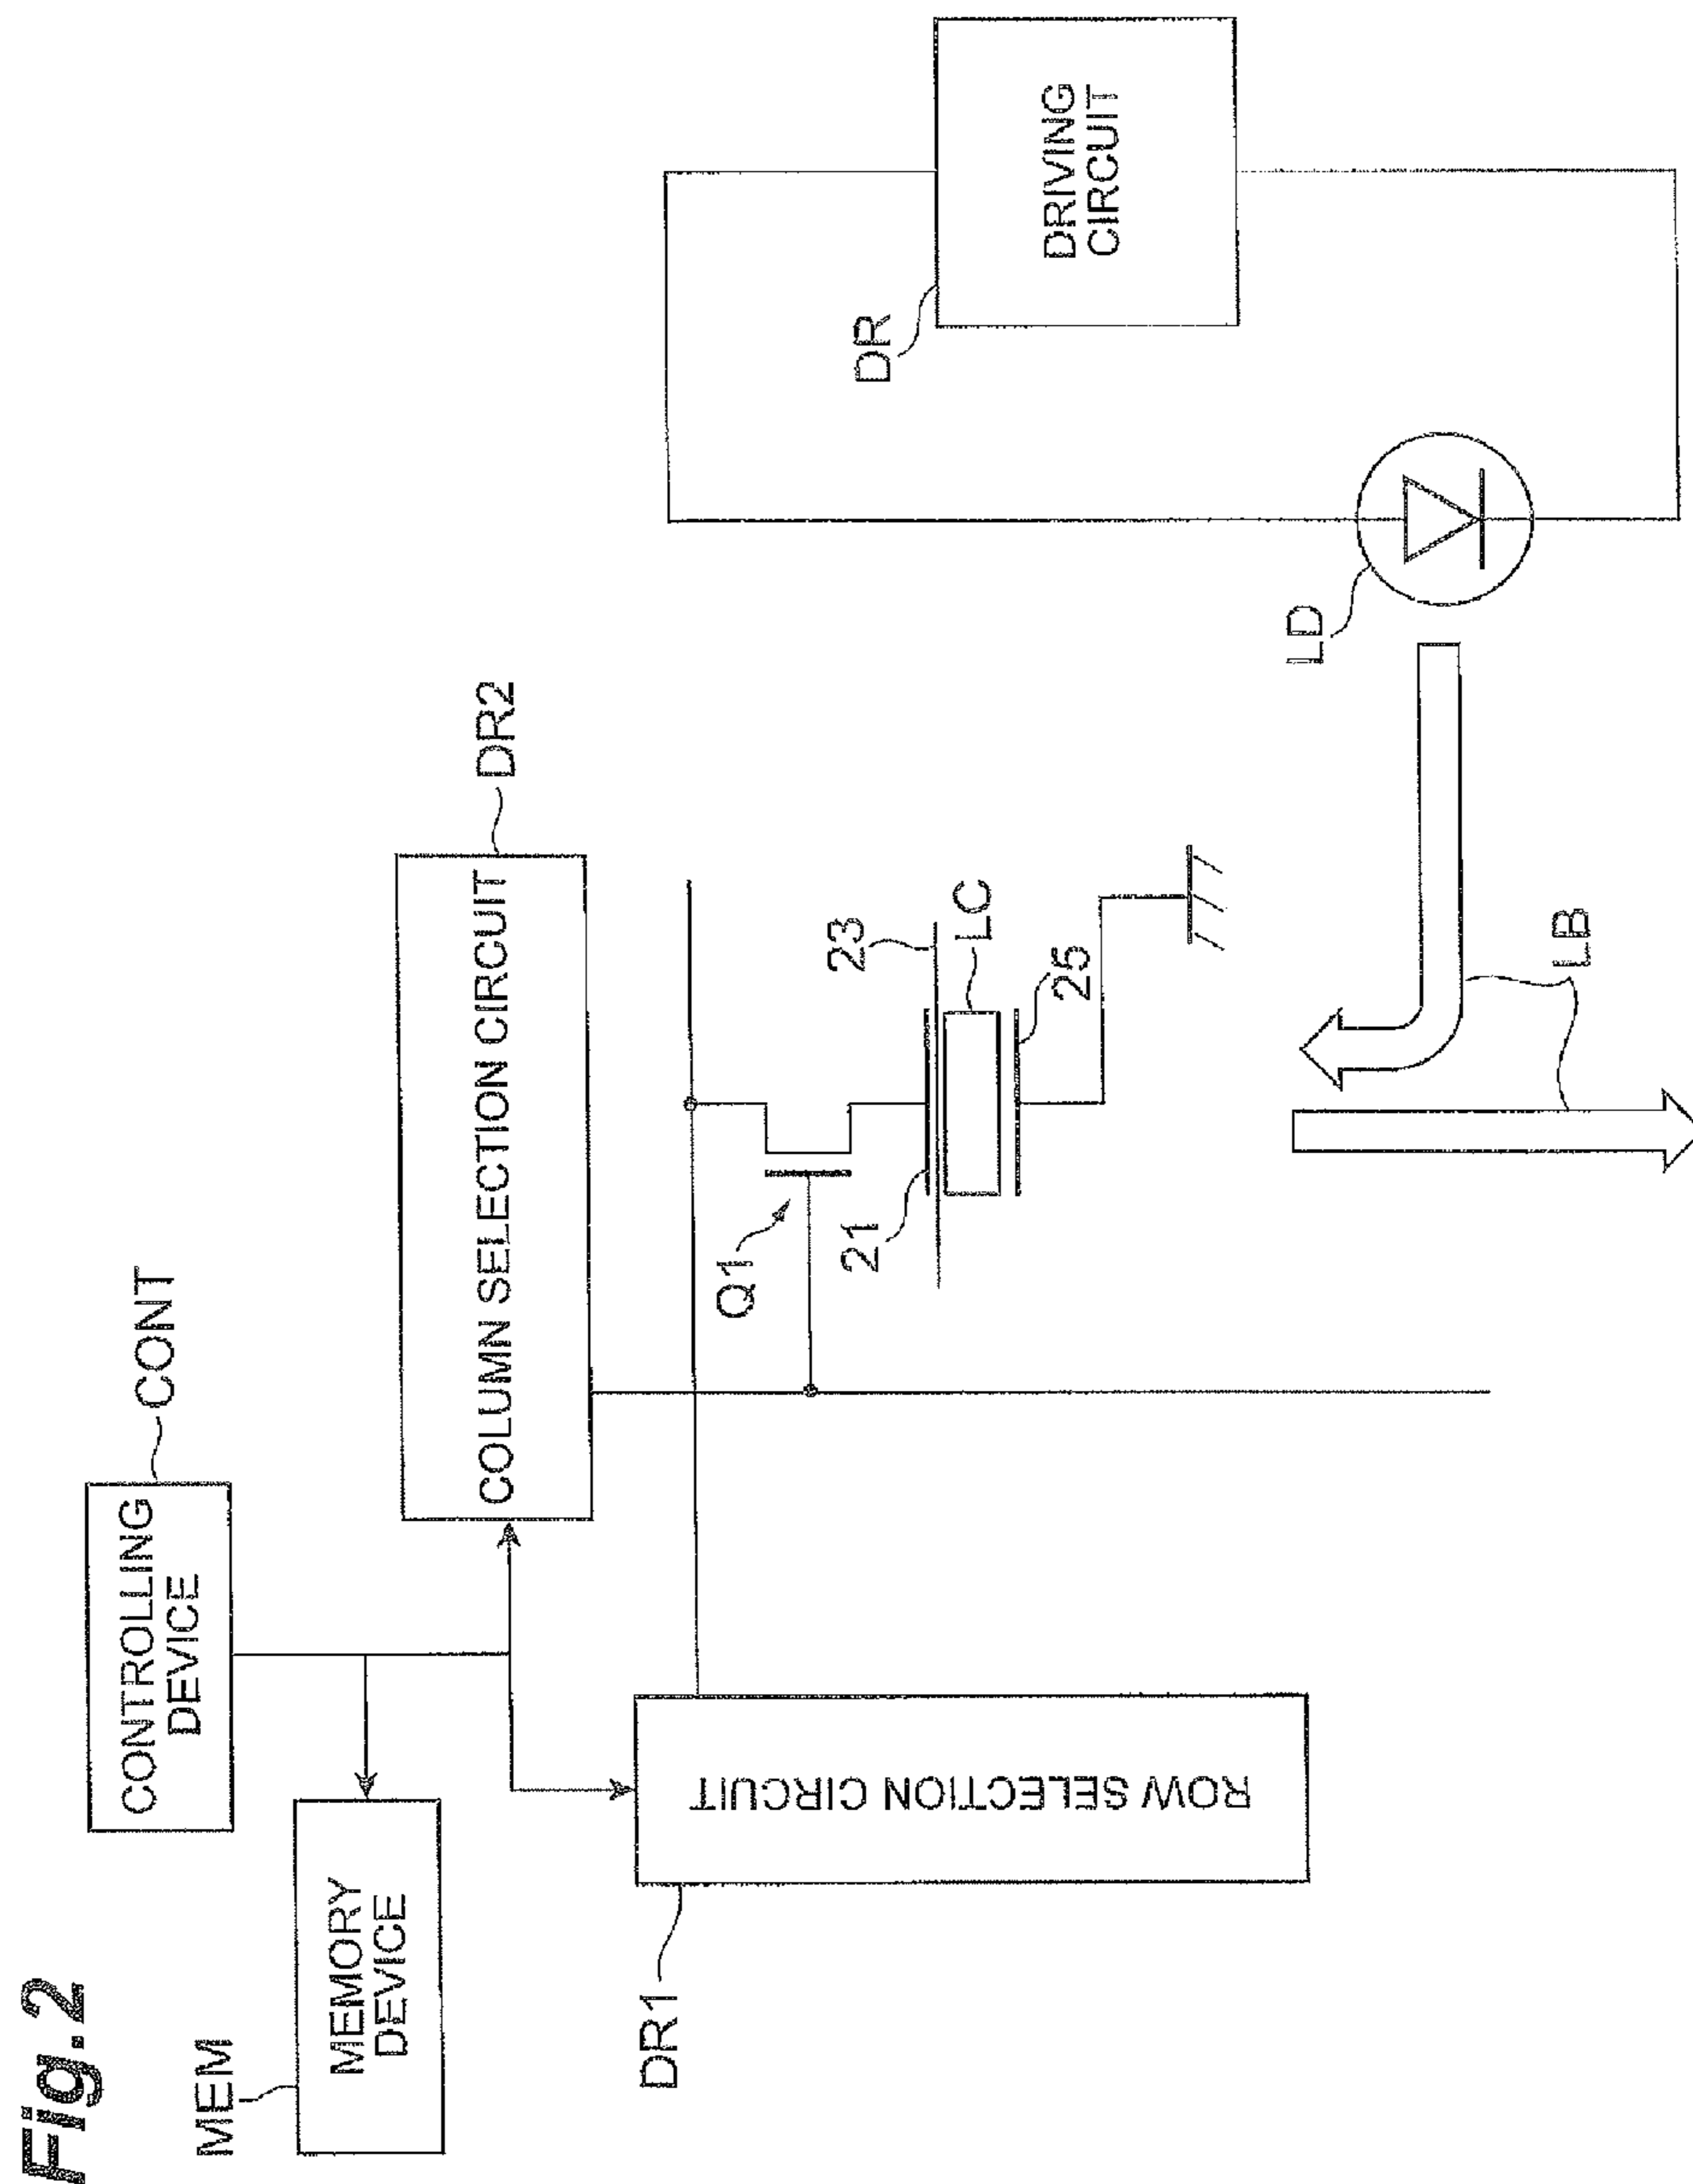 Fig.2
CONTROLLING
DEVICE
CONT
MEM
MEMORY
DEVICE
COLUMN SELECTION CIRCUIT
DR2
DR1
ROW SELECTION CIRCUIT
Q1
21
23
LC
25
DR
DRIVING
CIRCUIT
LD
LB